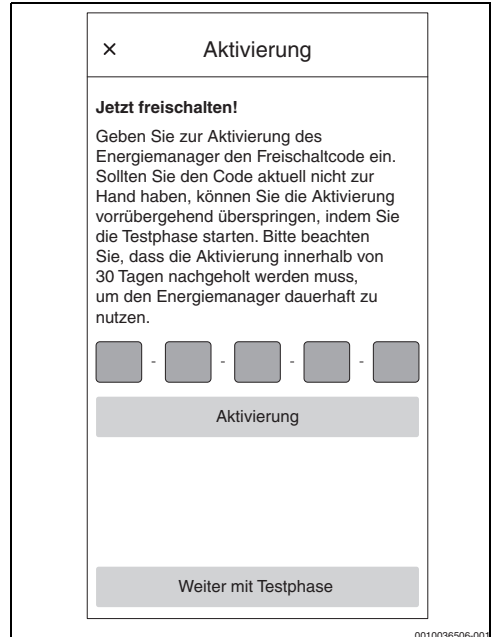 × Aktivierung
Jetzt freischalten!
Geben Sie zur Aktivierung des
Energiemanager den Freischaltcode ein.
Sollten Sie den Code aktuell nicht zur
Hand haben, können Sie die Aktivierung
vorrübergehend überspringen, indem Sie
die Testphase starten. Bitte beachten
Sie, dass die Aktivierung innerhalb von
30 Tagen nachgeholt werden muss,
um den Energiemanager dauerhaft zu
nutzen.
- - - -
Aktivierung
Weiter mit Testphase
0010036506-001